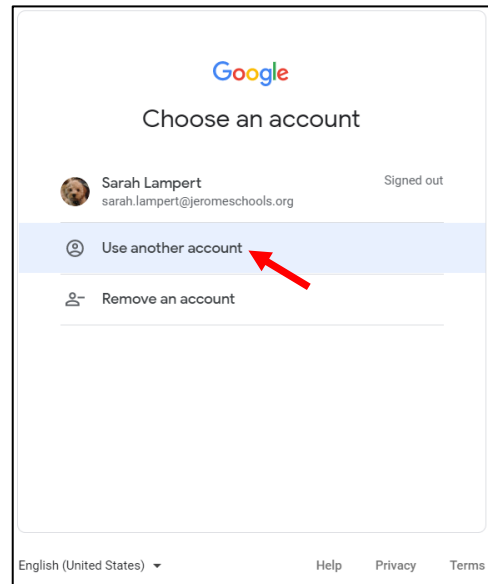 Google
Choose an account
Sarah Lampert
Signed out
sarah.lampert@jeromeschools.org
Use another account
Remove an account
English (United States)
Help Privacy Terms